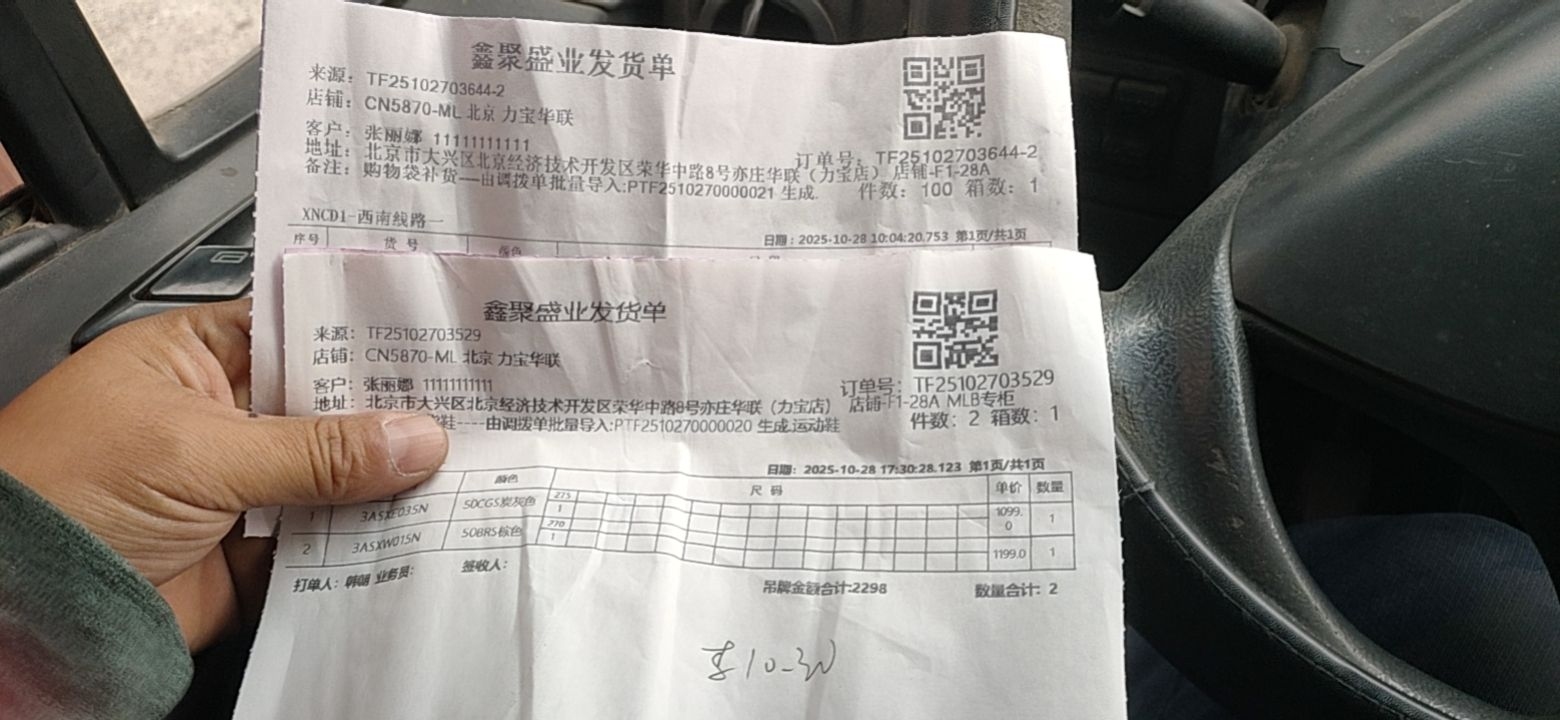 鑫聚盛业发货单
来源：TF25102703644-2
店铺：CN5870-ML 北京 力宝华联
客户：张丽娜 11111111111
订单号：TF25102703644-2
地址：北京市大兴区北京经济技术开发区荣华中路8号亦庄华联（力宝店） 店铺-F1-28A
备注：购物袋补货—由调拨单批量导入:PTF2510270000021 生成. 件数：100 箱数：1
XNCD1-西南线路一
日期：2025-10-28 10:04:20.753 第1页/共1页
序号 货号 颜色
鑫聚盛业发货单
来源：TF25102703529
店铺：CN5870-ML 北京 力宝华联
客户：张丽娜 11111111111
订单号：TF25102703529
地址：北京市大兴区北京经济技术开发区荣华中路8号亦庄华联（力宝店） 店铺-F1-28A MLB专柜
鞋----由调拨单批量导入:PTF2510270000020 生成.运动鞋 件数：2 箱数：1
日期：2025-10-28 17:30:28.123 第1页/共1页
颜色 尺码 单价 数量
1 3ASXE035N 50CGS炭灰色 275 1 1099.0 1
2 3ASXW015N 50BRS棕色 270 1 1199.0 1
打单人：韩朝 业务员： 签收人： 吊牌金额合计:2298 数量合计：2
李10-30